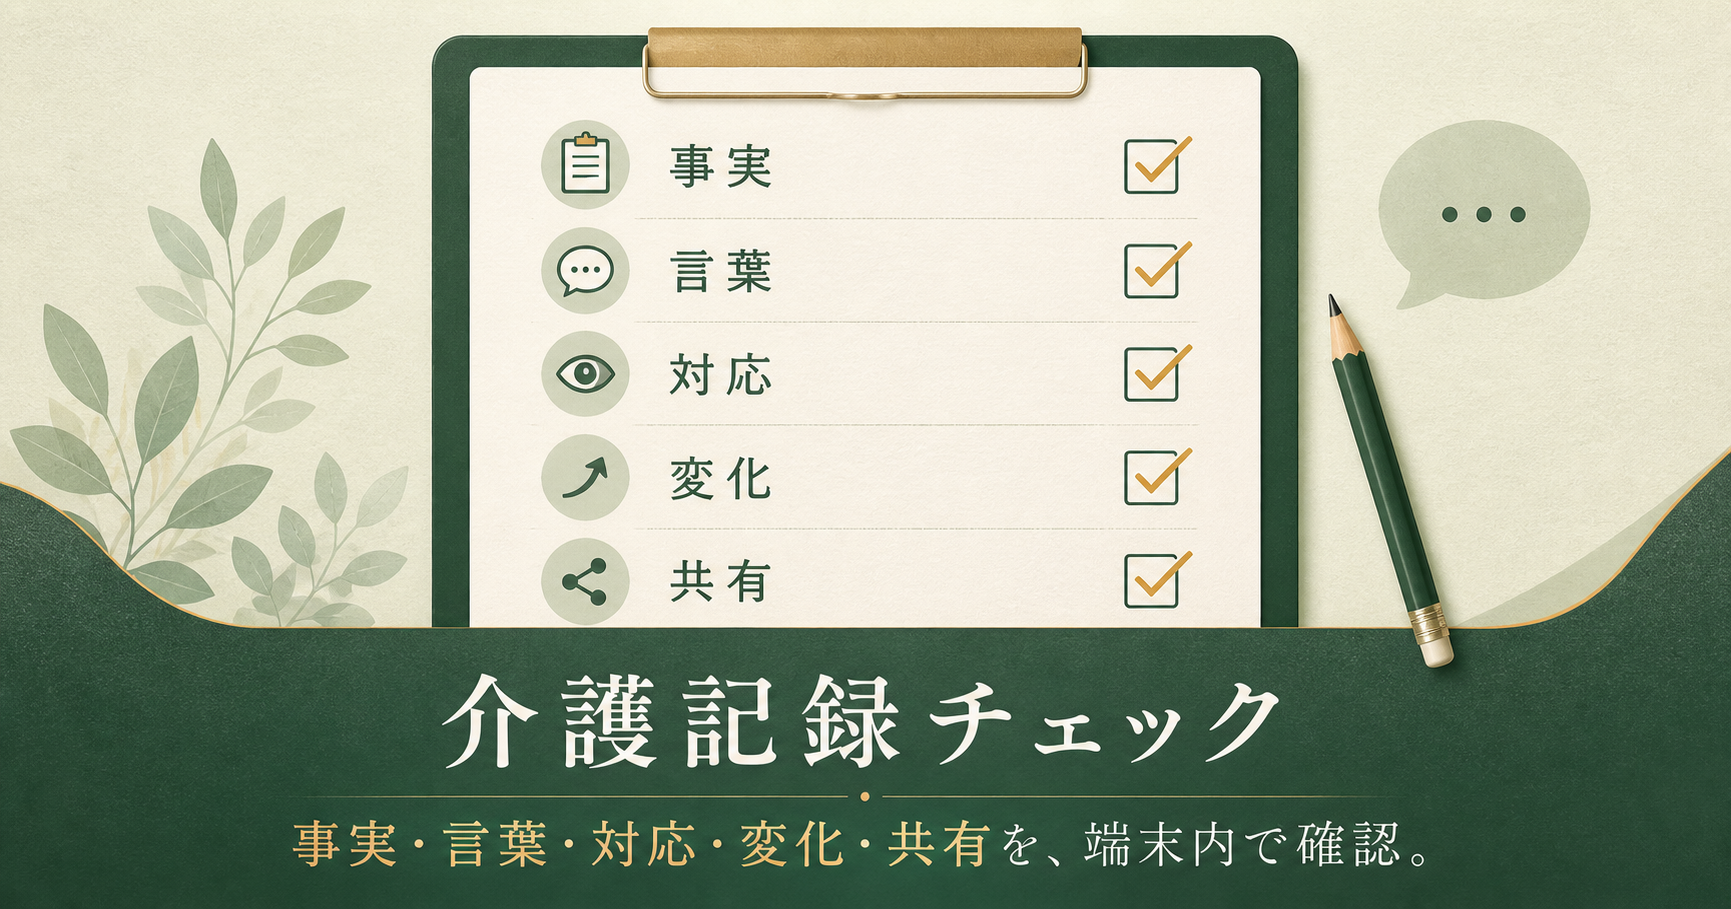 事実
言葉
対応
変化
共有
介護記録チェック
事実・言葉・対応・変化・共有を、端末内で確認。